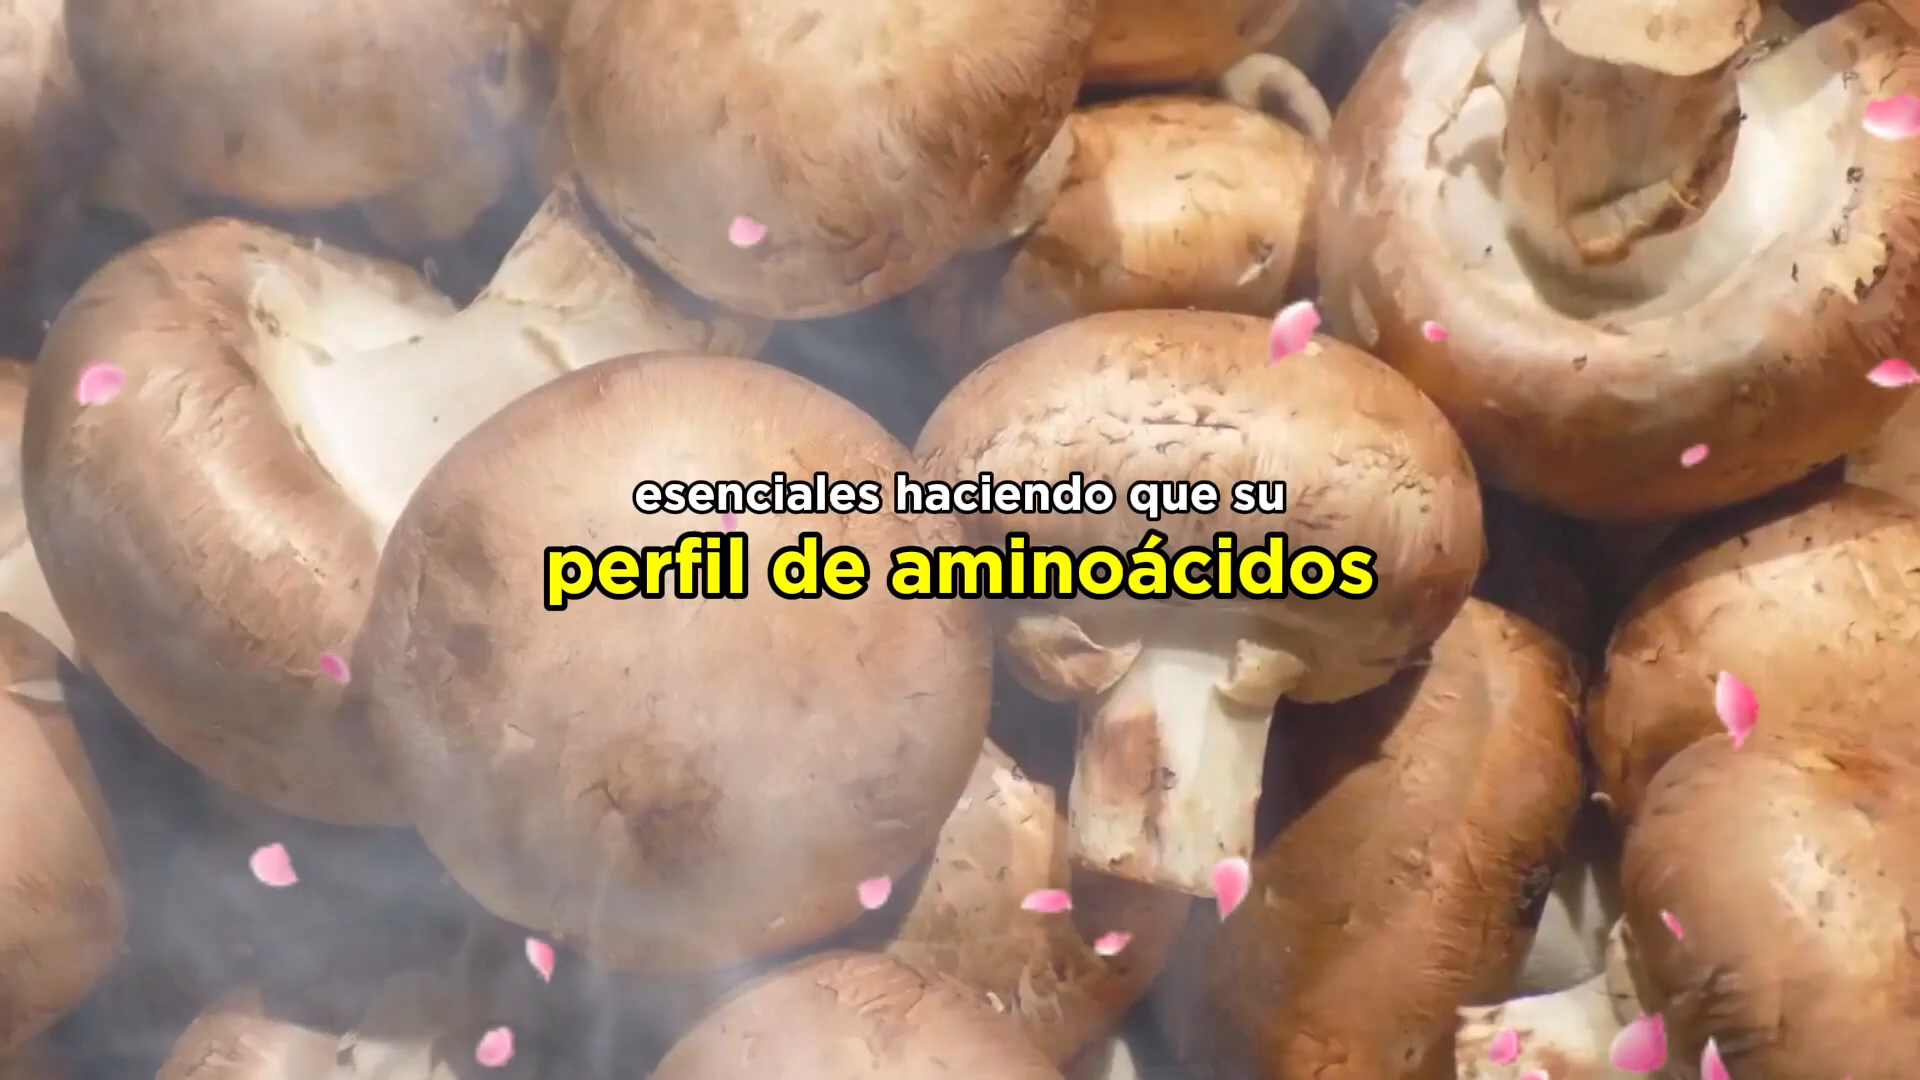 esenciales haciendo que su
perfil de aminoácidos